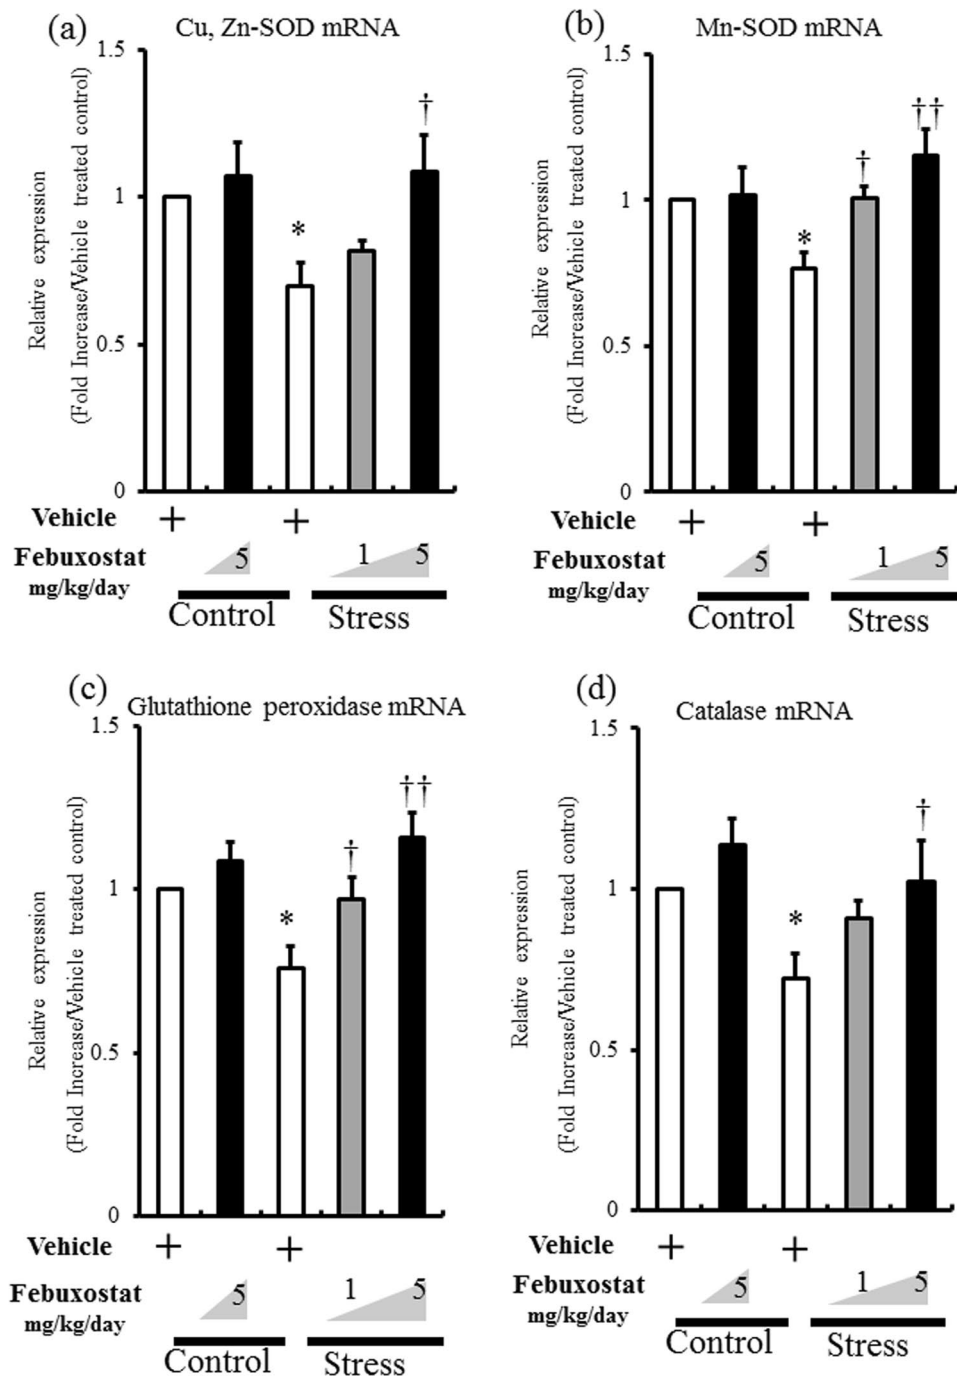 (a) Cu, Zn-SOD mRNA
Relative expression
(Fold Increase/Vehicle treated control)
1.5
1
0.5
0
*
†
Vehicle + +
Febuxostat 5 1 5
mg/kg/day
Control Stress
(b) Mn-SOD mRNA
Relative expression
(Fold Increase/Vehicle treated control)
1.5
1
0.5
0
*
†
††
Vehicle + +
Febuxostat 5 1 5
mg/kg/day
Control Stress
(c) Glutathione peroxidase mRNA
Relative expression
(Fold Increase/Vehicle treated control)
1.5
1
0.5
0
*
†
††
Vehicle + +
Febuxostat 5 1 5
mg/kg/day
Control Stress
(d) Catalase mRNA
Relative expression
(Fold Increase/Vehicle treated control)
1.5
1
0.5
0
*
†
Vehicle + +
Febuxostat 5 1 5
mg/kg/day
Control Stress